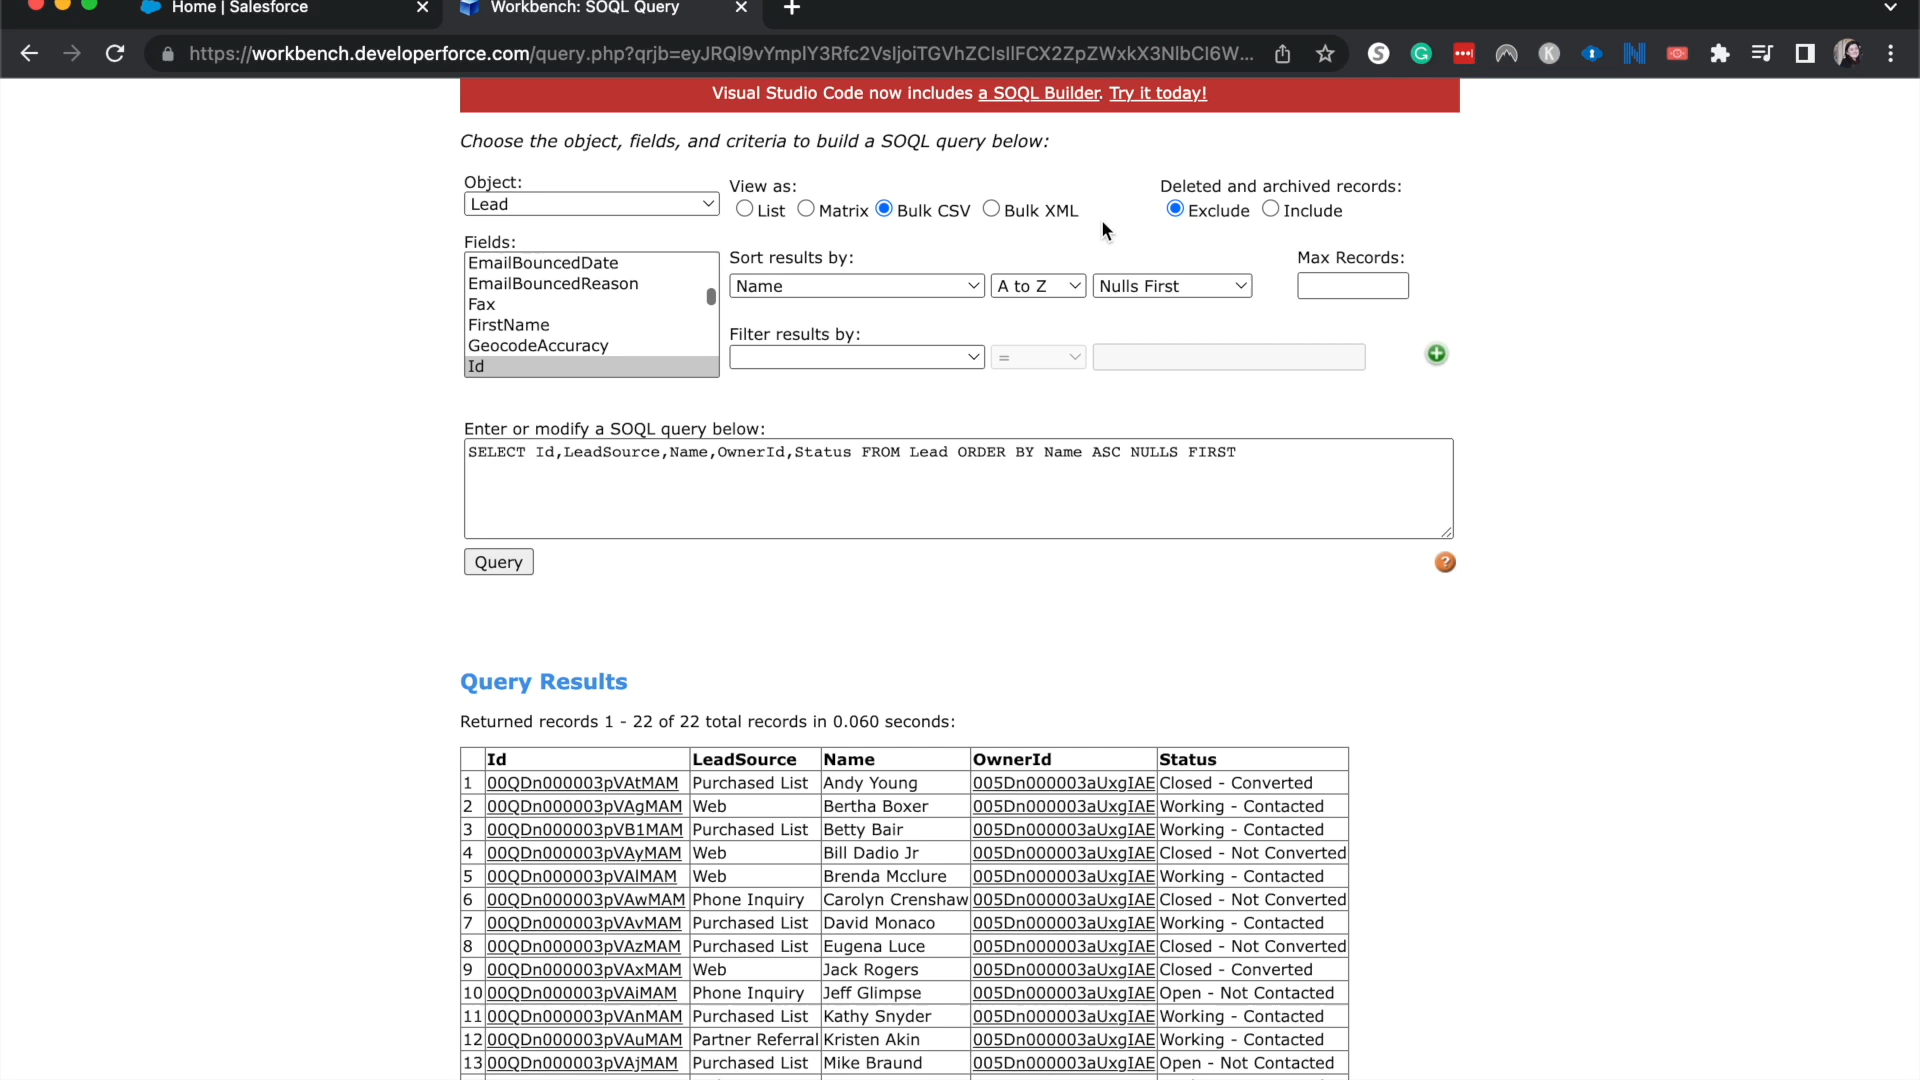 Home | Salesforce
Workbench: SOQL Query
https://workbench.developerforce.com/query.php?qrjb=eyJRQl9vYmplY3Rfc2VsIjoiTGVhZCIsIlFCX2ZpZWxkX3NlbCI6W...
Visual Studio Code now includes a SOQL Builder. Try it today!
Choose the object, fields, and criteria to build a SOQL query below:
Object:
View as:
Deleted and archived records:
Lead
List Matrix Bulk CSV Bulk XML
Exclude Include
Fields:
EmailBouncedDate
EmailBouncedReason
Fax
FirstName
GeocodeAccuracy
Id
Sort results by:
Max Records:
Name A to Z Nulls First
Filter results by:
=
Enter or modify a SOQL query below:
SELECT Id,LeadSource,Name,OwnerId,Status FROM Lead ORDER BY Name ASC NULLS FIRST
Query
?
Query Results
Returned records 1 - 22 of 22 total records in 0.060 seconds:
Id LeadSource Name OwnerId Status
1 00QDn000003pVAtMAM Purchased List Andy Young 005Dn000003aUxgIAE Closed - Converted
2 00QDn000003pVAgMAM Web Bertha Boxer 005Dn000003aUxgIAE Working - Contacted
3 00QDn000003pVB1MAM Purchased List Betty Bair 005Dn000003aUxgIAE Working - Contacted
4 00QDn000003pVAyMAM Web Bill Dadio Jr 005Dn000003aUxgIAE Closed - Not Converted
5 00QDn000003pVAlMAM Web Brenda Mcclure 005Dn000003aUxgIAE Working - Contacted
6 00QDn000003pVAwMAM Phone Inquiry Carolyn Crenshaw 005Dn000003aUxgIAE Closed - Not Converted
7 00QDn000003pVAvMAM Purchased List David Monaco 005Dn000003aUxgIAE Working - Contacted
8 00QDn000003pVAzMAM Purchased List Eugena Luce 005Dn000003aUxgIAE Closed - Not Converted
9 00QDn000003pVAxMAM Web Jack Rogers 005Dn000003aUxgIAE Closed - Converted
10 00QDn000003pVAiMAM Phone Inquiry Jeff Glimpse 005Dn000003aUxgIAE Open - Not Contacted
11 00QDn000003pVAnMAM Purchased List Kathy Snyder 005Dn000003aUxgIAE Working - Contacted
12 00QDn000003pVAuMAM Partner Referral Kristen Akin 005Dn000003aUxgIAE Working - Contacted
13 00QDn000003pVAjMAM Purchased List Mike Braund 005Dn000003aUxgIAE Open - Not Contacted